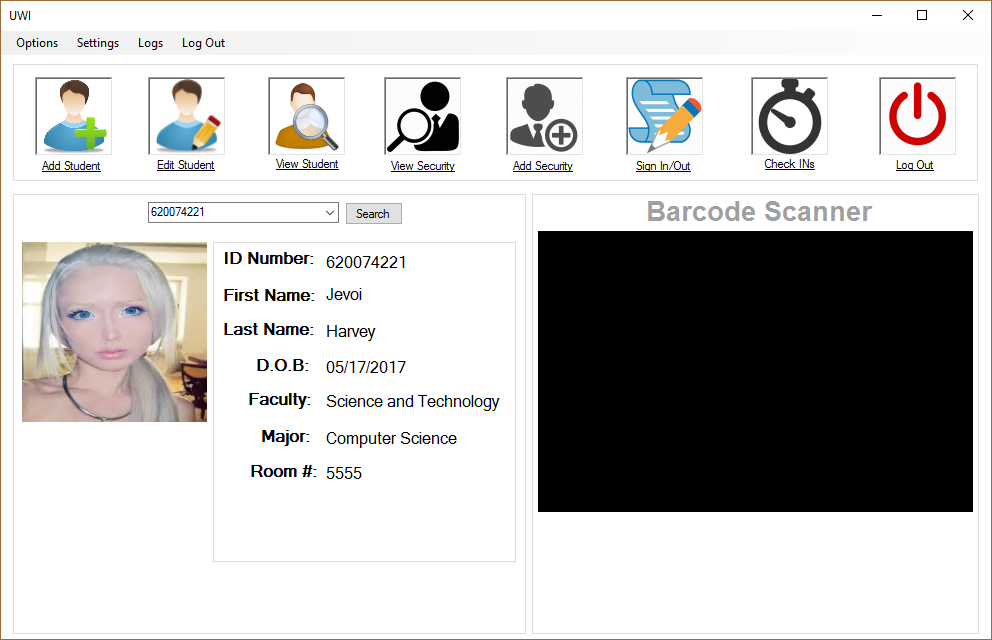 UWI
Options Settings Logs Log Out
Add Student Edit Student View Student View Security Add Security Sign In/Out Check INs Log Out
620074221 Search
Barcode Scanner
ID Number: 620074221
First Name: Jevoi
Last Name: Harvey
D.O.B: 05/17/2017
Faculty: Science and Technology
Major: Computer Science
Room #: 5555